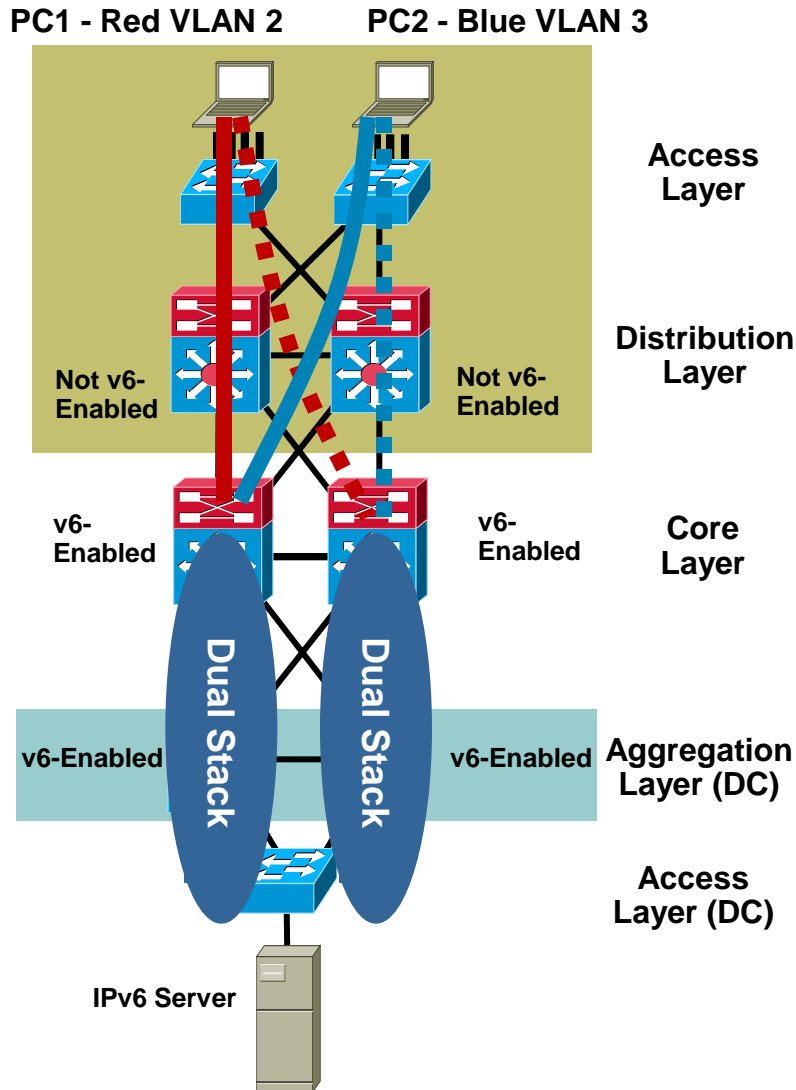 PC1 - Red VLAN 2
PC2 - Blue VLAN 3
Access
Layer
Distribution
Layer
Not v6-
Enabled
Not v6-
Enabled
v6-
Enabled
v6-
Enabled
Core
Layer
Dual Stack
Dual Stack
v6-Enabled
v6-Enabled
Aggregation
Layer (DC)
Access
Layer (DC)
IPv6 Server